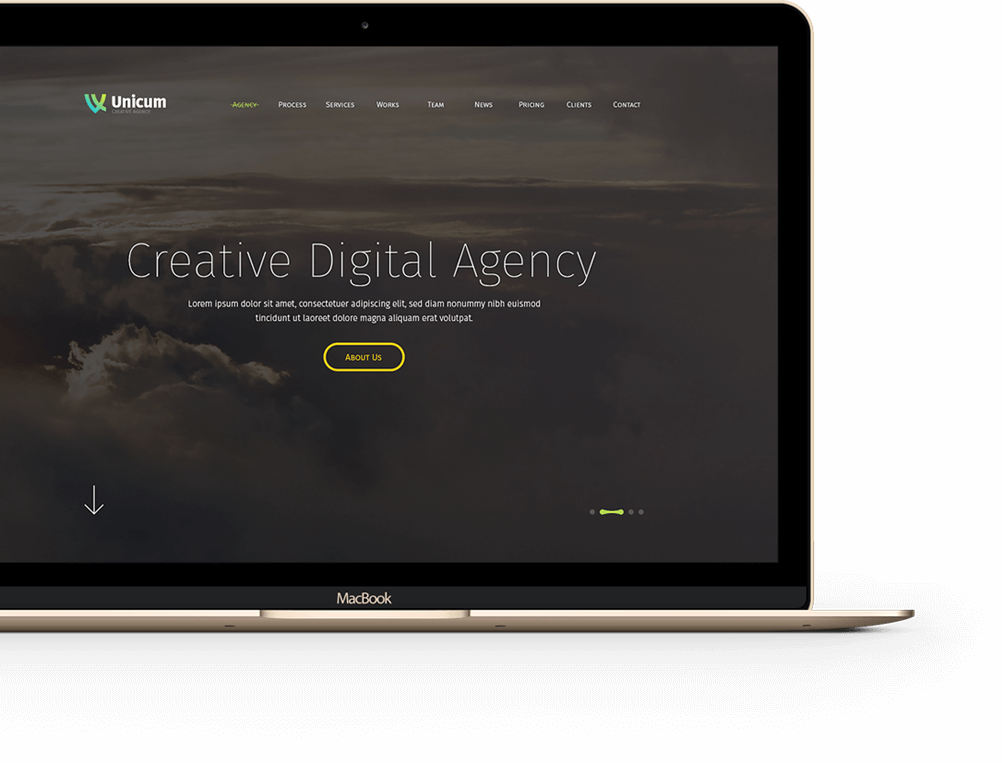 Unicum
CREATIVE AGENCY
Agency Process Services Works Team News Pricing Clients Contact
Creative Digital Agency
Lorem ipsum dolor sit amet, consectetuer adipiscing elit, sed diam nonummy nibh euismod
tincidunt ut laoreet dolore magna aliquam erat volutpat.
About Us
MacBook